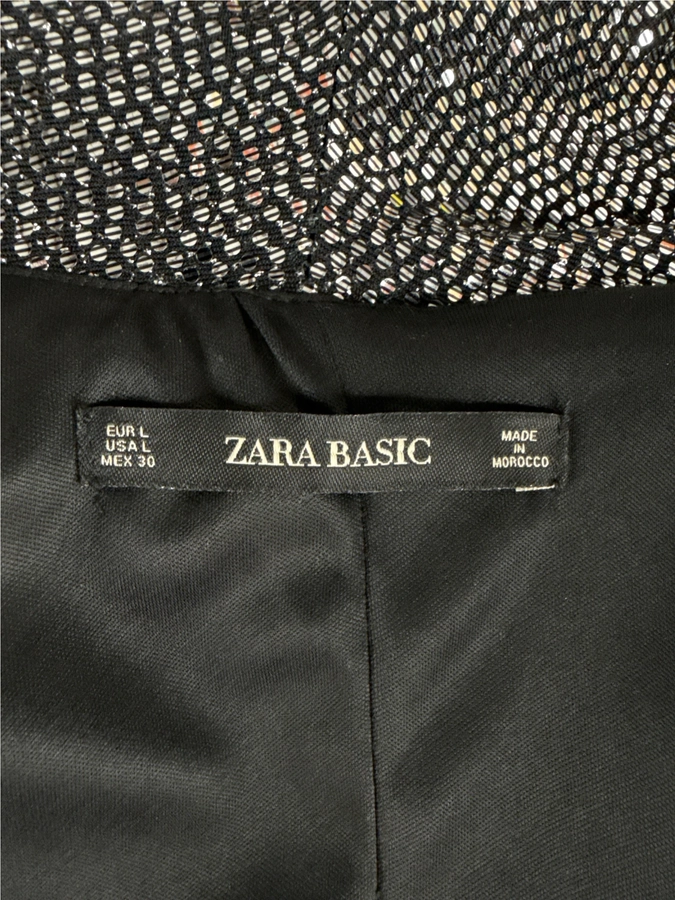 EUR L
USA L
MEX 30
ZARA BASIC
MADE
IN
MOROCCO